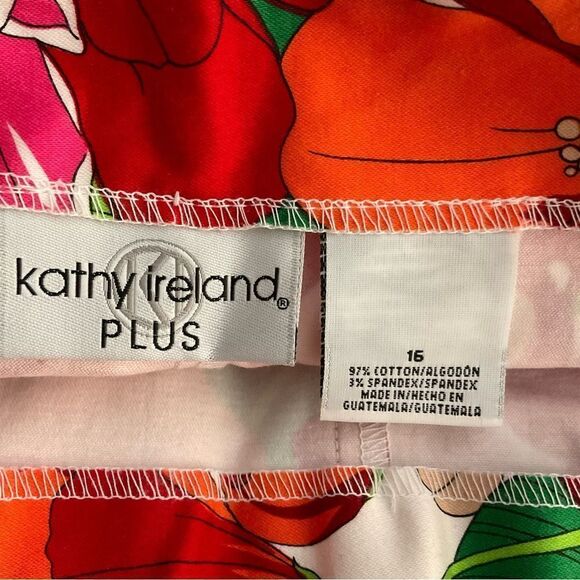 kathy ireland®
PLUS
16
97% COTTON/ALGODÓN
3% SPANDEX/SPANDEX
MADE IN/HECHO EN
GUATEMALA/GUATEMALA